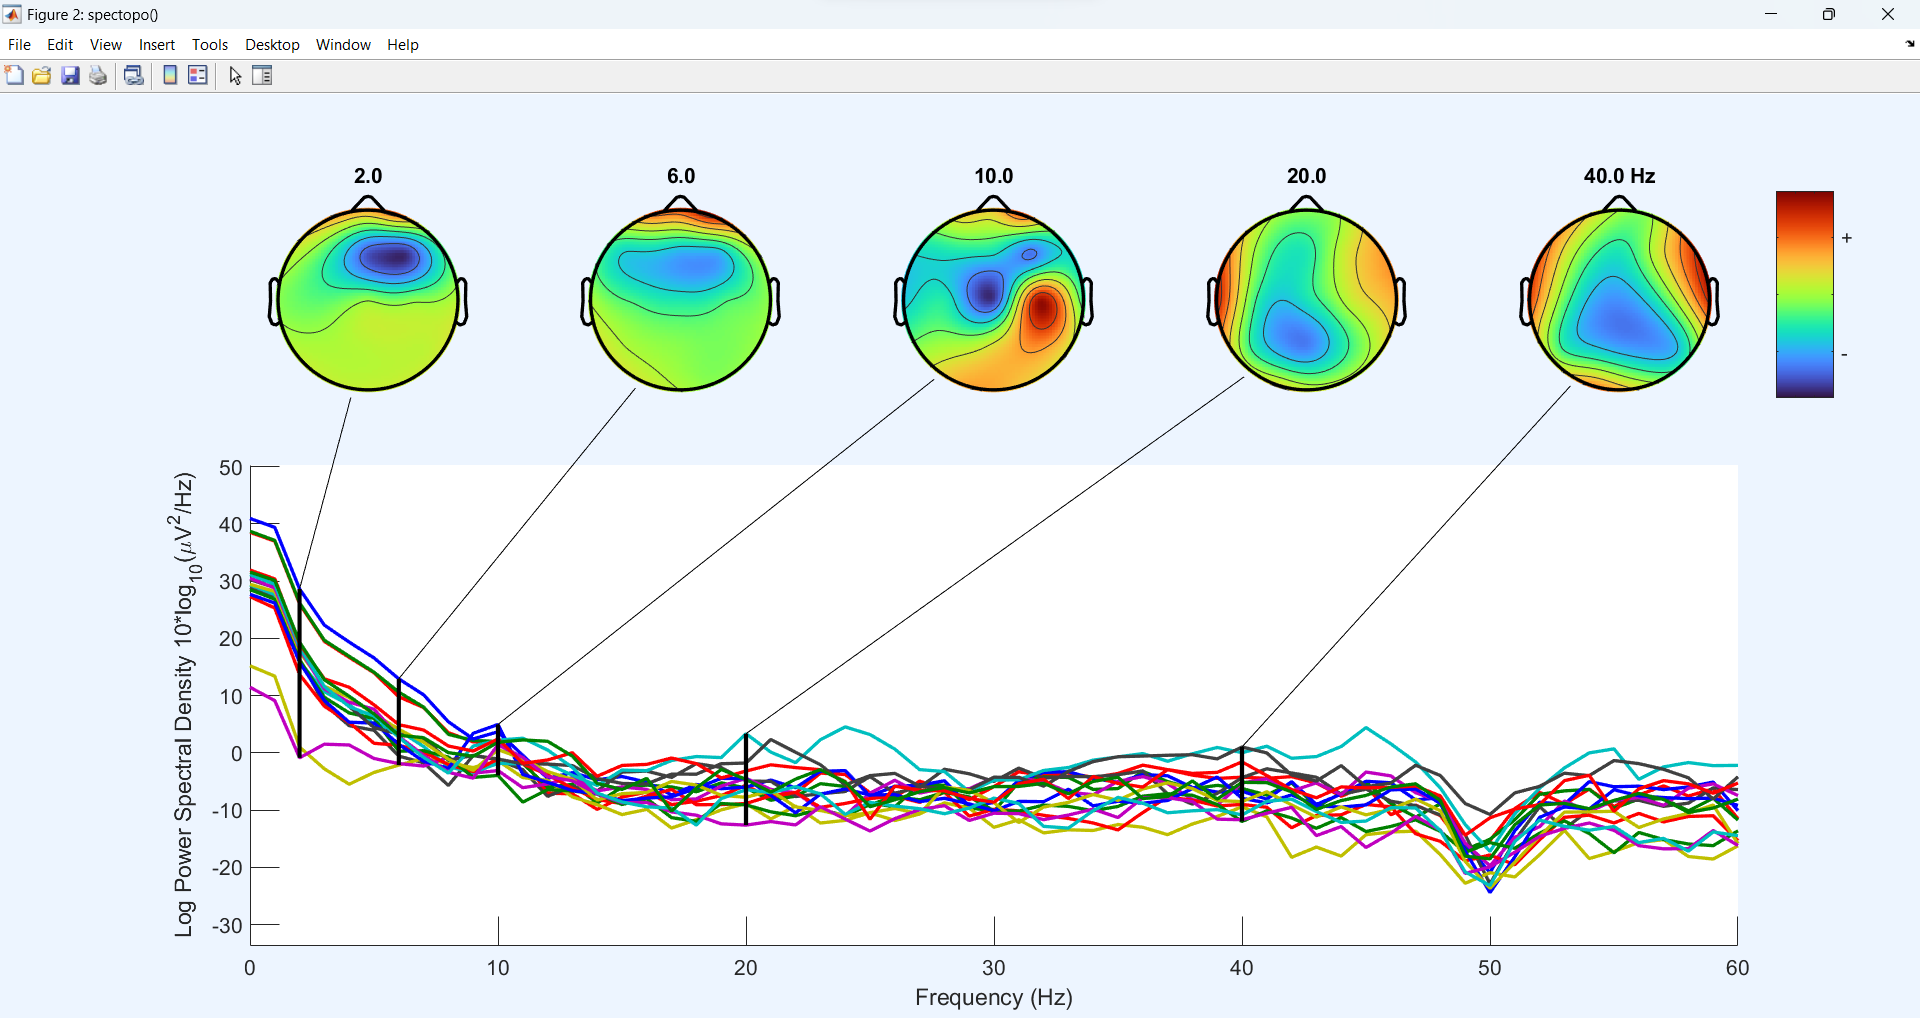 Figure 2: spectopo()
File Edit View Insert Tools Desktop Window Help
2.0 6.0 10.0 20.0 40.0 Hz
+
-
Log Power Spectral Density 10*log10(μV2/Hz)
50
40
30
20
10
0
-10
-20
-30
0 10 20 30 40 50 60
Frequency (Hz)